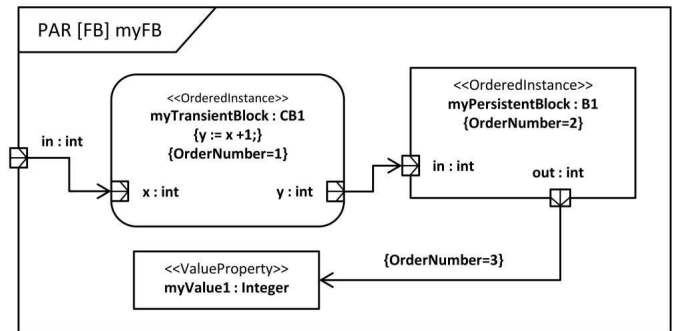 PAR [FB] myFB
<<OrderedInstance>>
myTransientBlock : CB1
{y := x +1;}
{OrderNumber=1}
<<OrderedInstance>>
myPersistentBlock : B1
{OrderNumber=2}
in : int
x : int
y : int
in : int
out : int
<<ValueProperty>>
myValue1 : Integer
{OrderNumber=3}